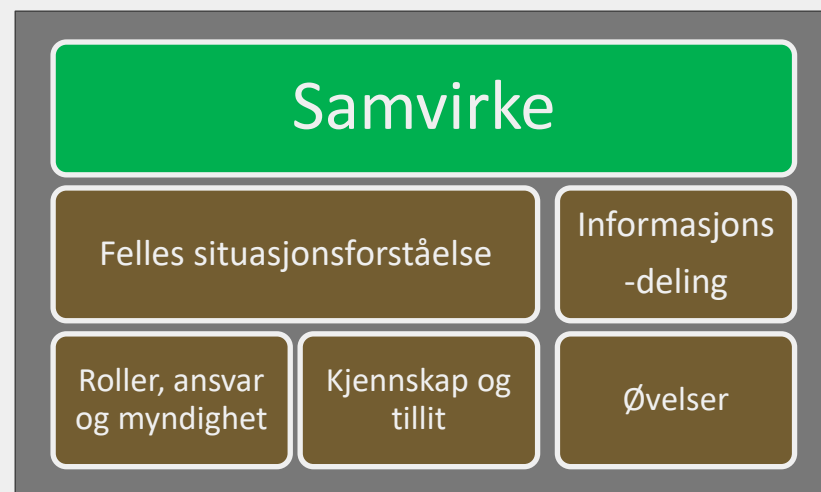 Samvirke
Felles situasjonsforståelse
Informasjons
-deling
Roller, ansvar
og myndighet
Kjennskap og
tillit
Øvelser